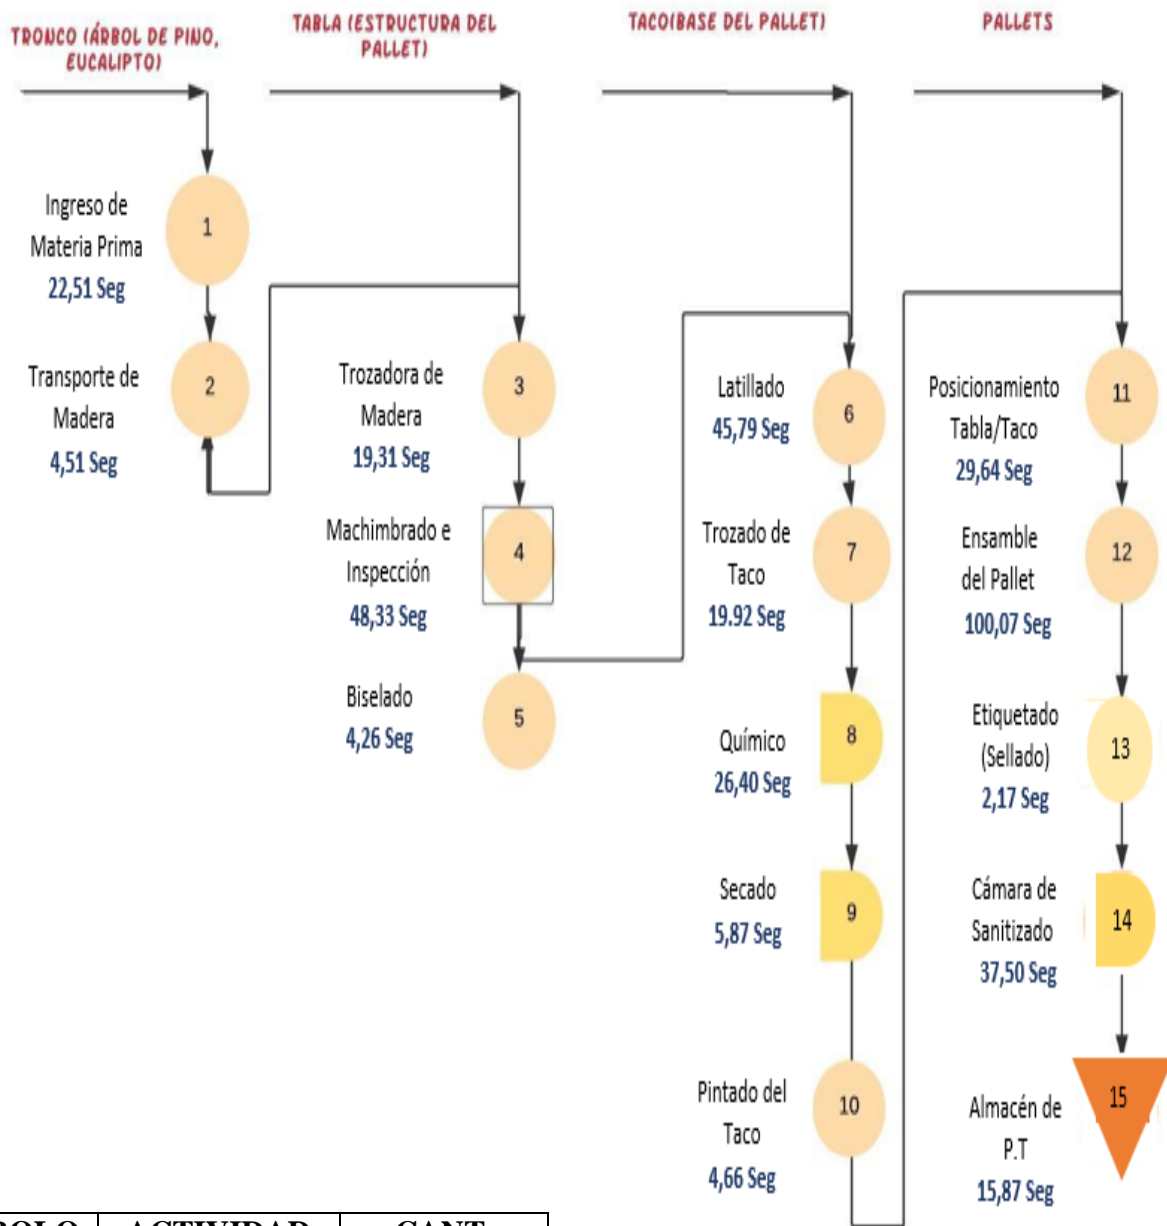 TRONCO (ÁRBOL DE PINO,
EUCALIPTO)
TABLA (ESTRUCTURA DEL
PALLET)
TACO(BASE DEL PALLET)
PALLETS
Ingreso de
Materia Prima
22,51 Seg
1
Transporte de
Madera
4,51 Seg
2
Trozadora de
Madera
19,31 Seg
3
Machimbrado e
Inspección
48,33 Seg
4
Biselado
4,26 Seg
5
Latillado
45,79 Seg
6
Trozado de
Taco
19.92 Seg
7
Químico
26,40 Seg
8
Secado
5,87 Seg
9
Pintado del
Taco
4,66 Seg
10
Posicionamiento
Tabla/Taco
29,64 Seg
11
Ensamble
del Pallet
100,07 Seg
12
Etiquetado
(Sellado)
2,17 Seg
13
Cámara de
Sanitizado
37,50 Seg
14
Almacén de
P.T
15,87 Seg
15